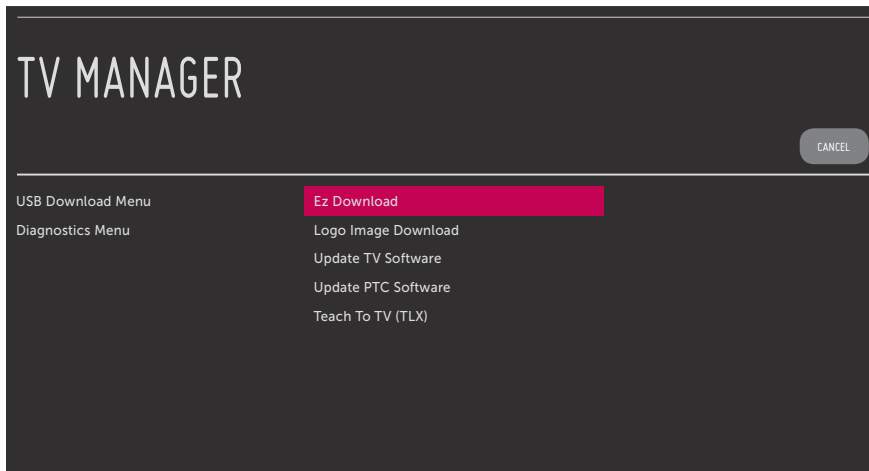 TV MANAGER
CANCEL
USB Download Menu
Diagnostics Menu
Ez Download
Logo Image Download
Update TV Software
Update PTC Software
Teach To TV (TLX)